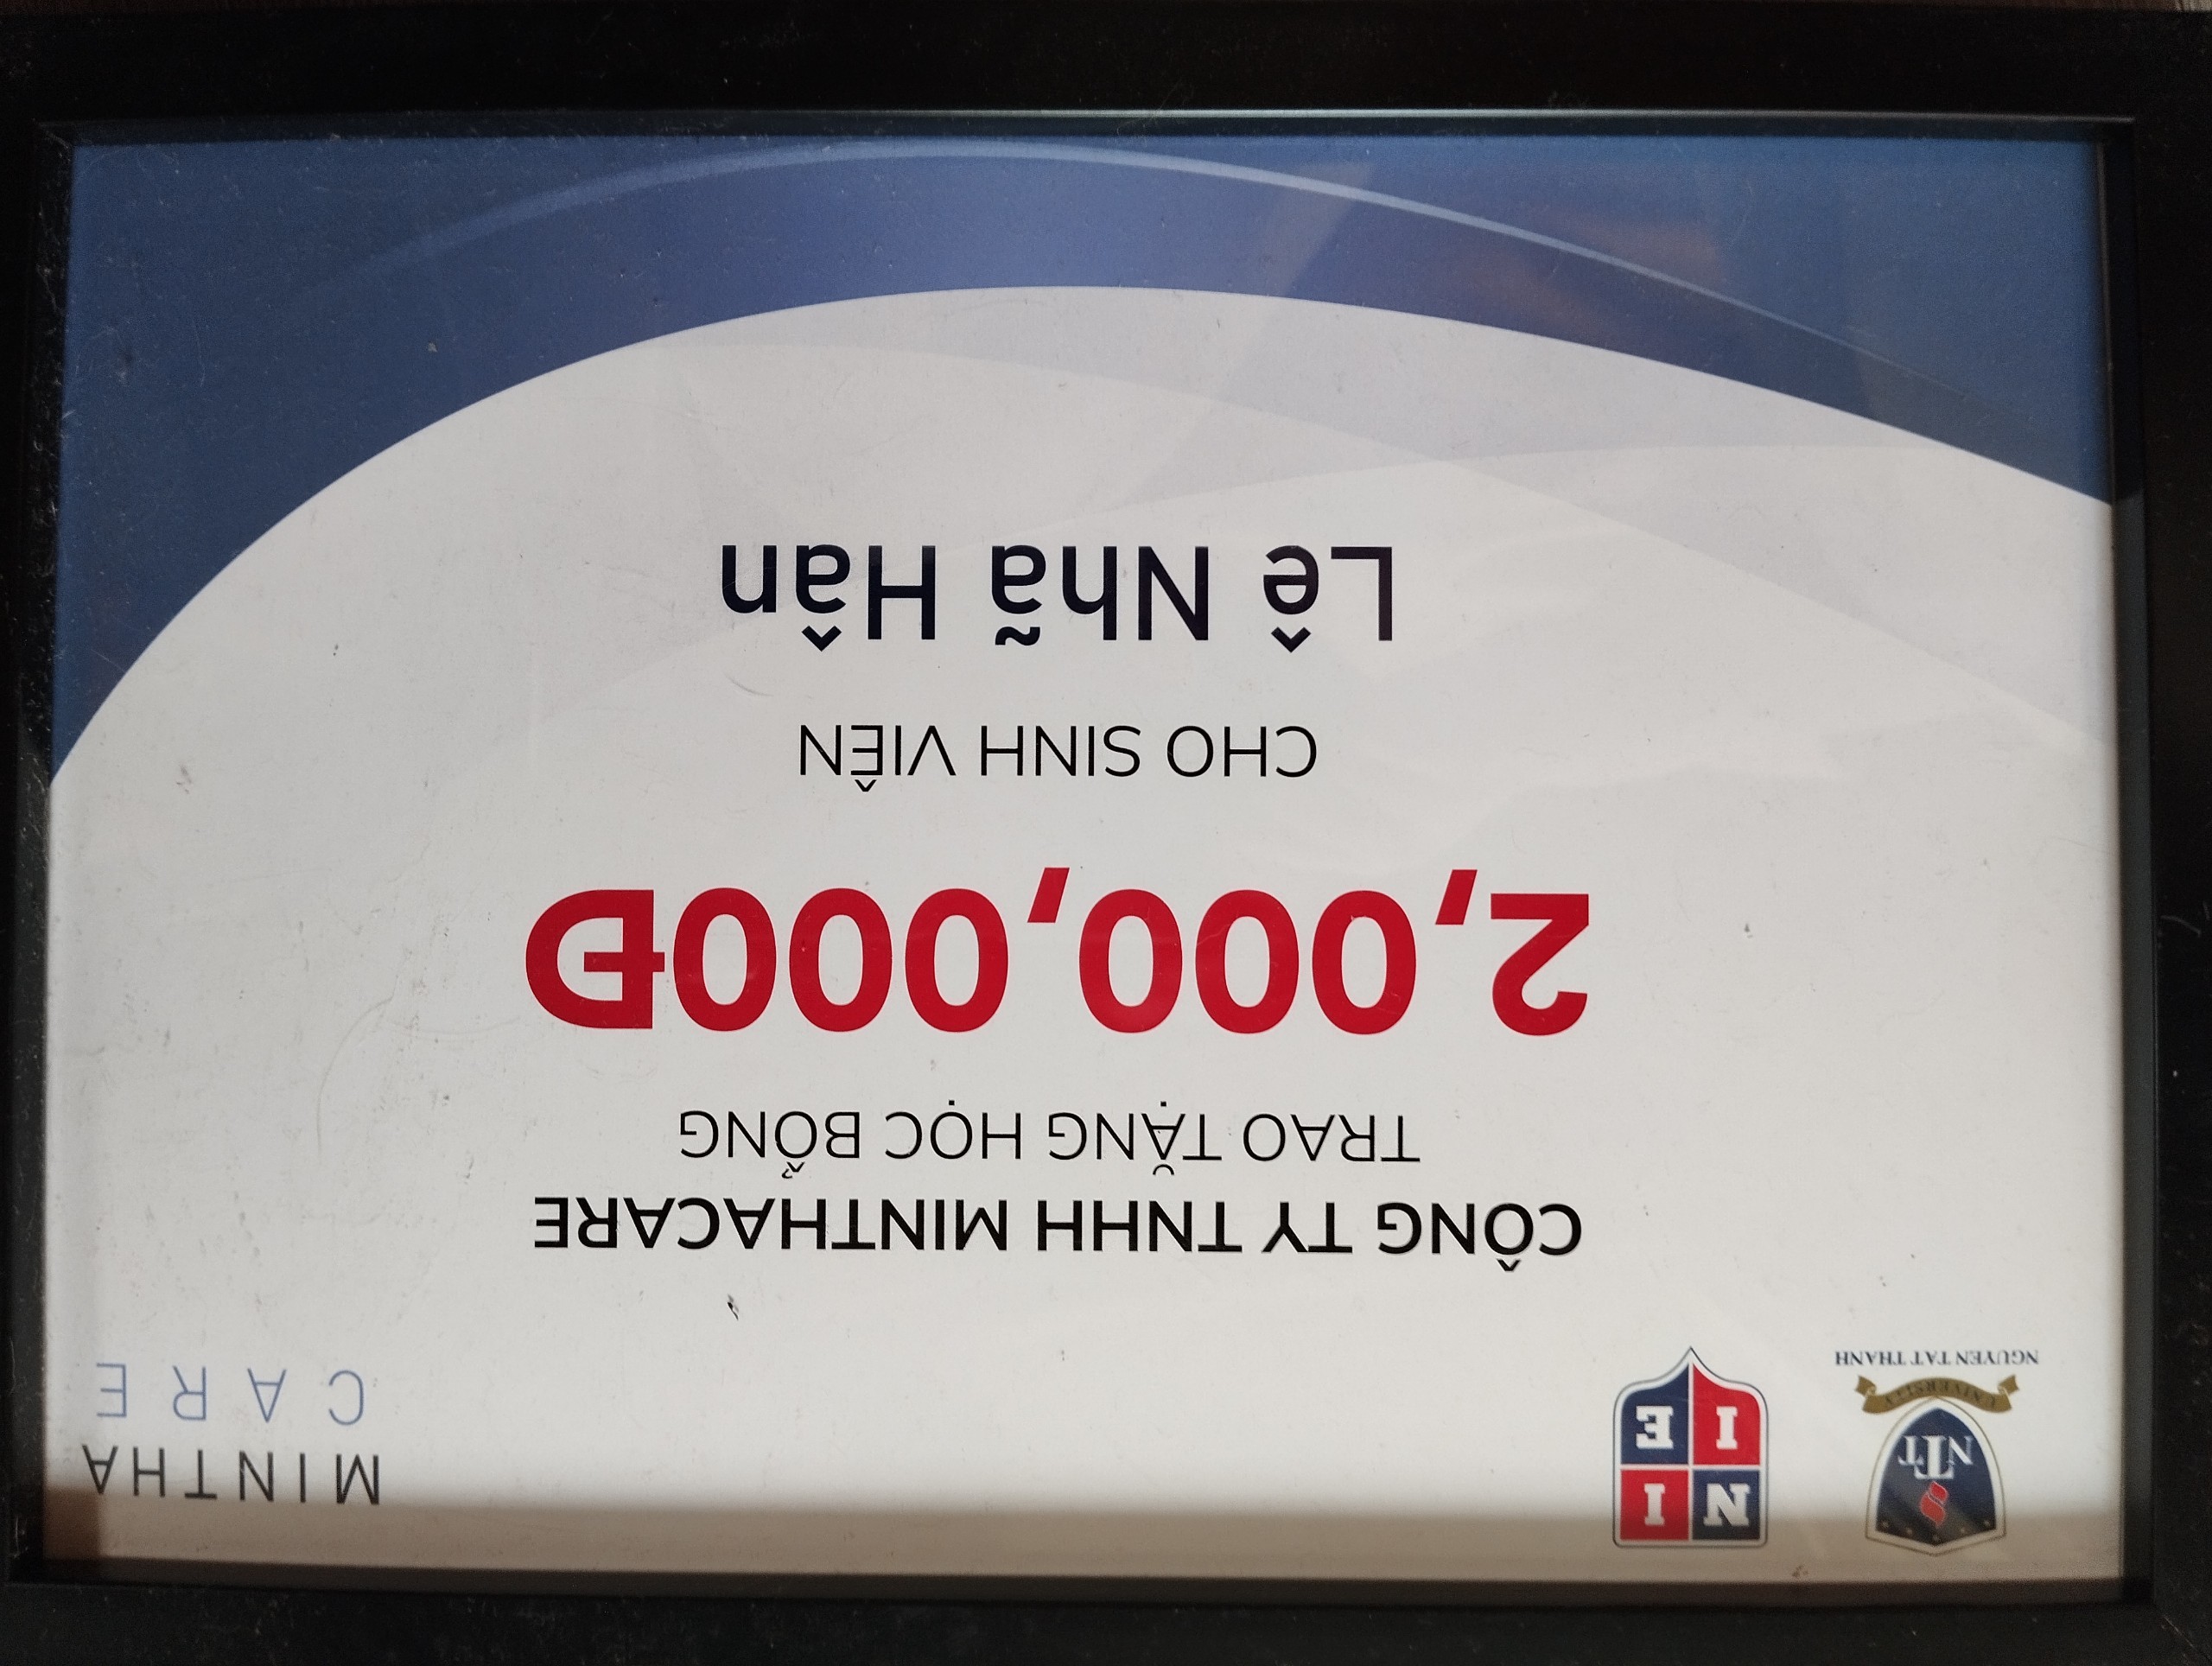 NTT
UNIVERSITY
NGUYEN TAT THANH
N I
I E
MINTHA
CARE
CÔNG TY TNHH MINTHACARE
TRAO TẶNG HỌC BỔNG
2,000,000Đ
CHO SINH VIÊN
Lê Nhã Hân